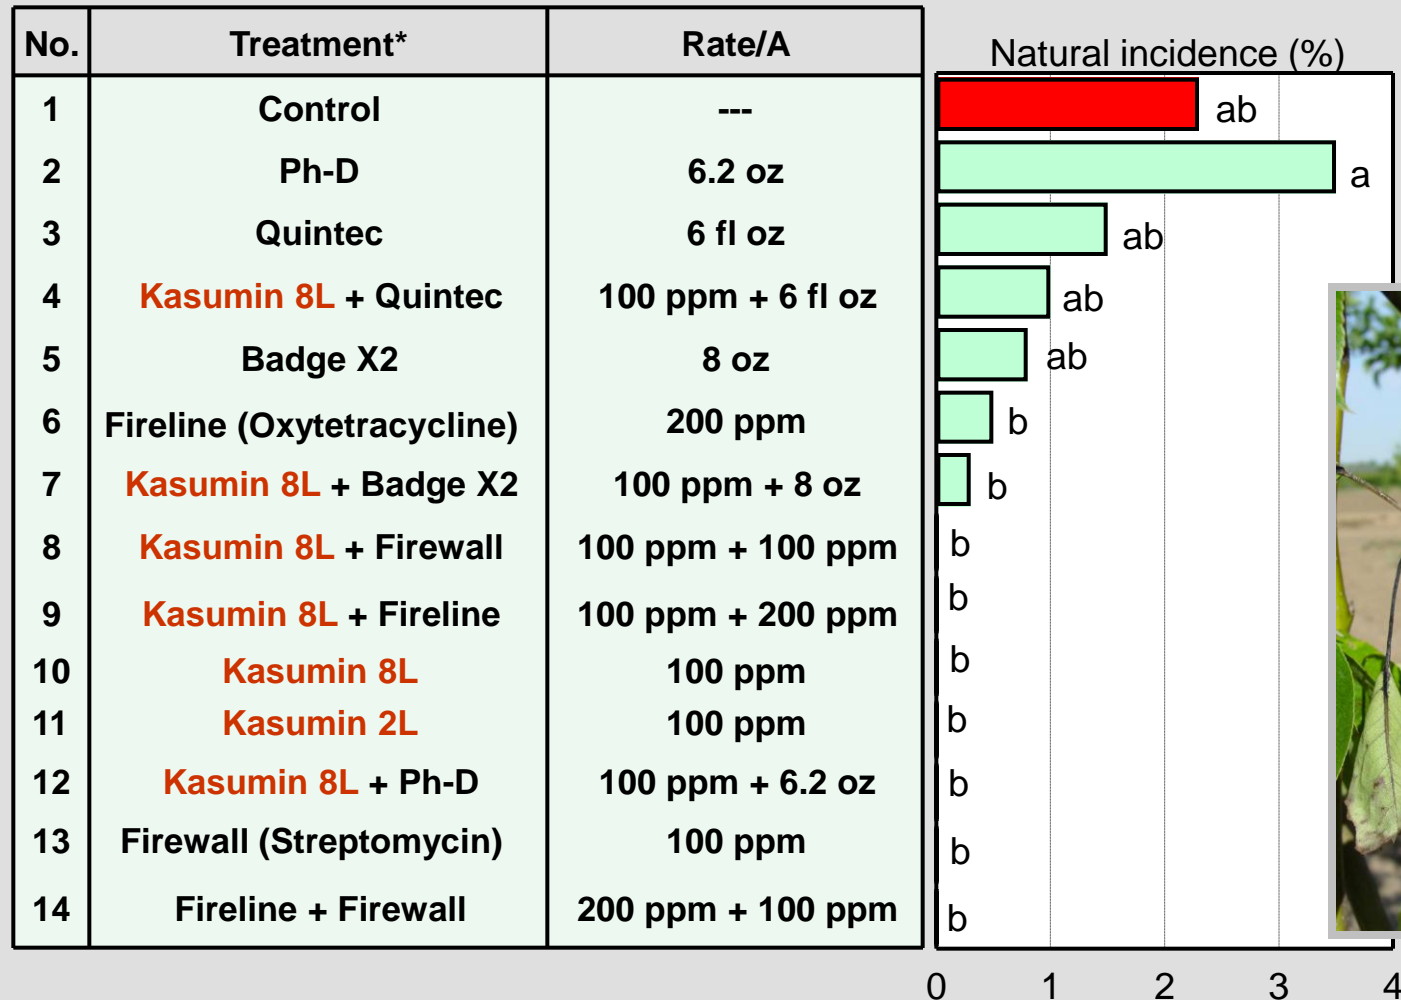 No. Treatment* Rate/A Natural incidence (%)
1 Control --- ab
2 Ph-D 6.2 oz a
3 Quintec 6 fl oz ab
4 Kasumin 8L + Quintec 100 ppm + 6 fl oz ab
5 Badge X2 8 oz ab
6 Fireline (Oxytetracycline) 200 ppm b
7 Kasumin 8L + Badge X2 100 ppm + 8 oz b
8 Kasumin 8L + Firewall 100 ppm + 100 ppm b
9 Kasumin 8L + Fireline 100 ppm + 200 ppm b
10 Kasumin 8L 100 ppm b
11 Kasumin 2L 100 ppm b
12 Kasumin 8L + Ph-D 100 ppm + 6.2 oz b
13 Firewall (Streptomycin) 100 ppm b
14 Fireline + Firewall 200 ppm + 100 ppm b
0 1 2 3 4